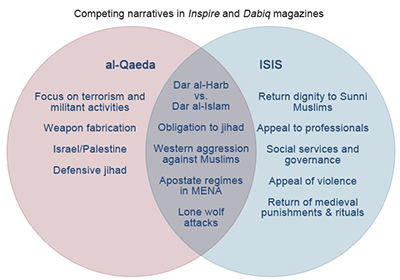 Competing narratives in Inspire and Dabiq magazines
al-Qaeda
Focus on terrorism and
militant activities
Weapon fabrication
Israel/Palestine
Defensive jihad
Dar al-Harb
vs.
Dar al-Islam
Obligation to jihad
Western aggression
against Muslims
Apostate regimes
in MENA
Lone wolf
attacks
ISIS
Return dignity to Sunni
Muslims
Appeal to professionals
Social services and
governance
Appeal of violence
Return of medieval
punishments & rituals